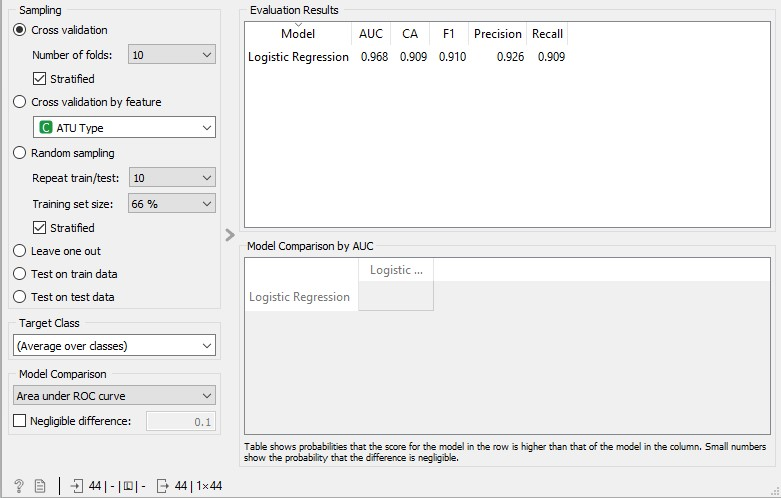 Sampling
Cross validation
Number of folds: 10
Stratified
Cross validation by feature
C ATU Type
Random sampling
Repeat train/test: 10
Training set size: 66 %
Stratified
Leave one out
Test on train data
Test on test data
Target Class
(Average over classes)
Model Comparison
Area under ROC curve
Negligible difference: 0.1
Evaluation Results
Model AUC CA F1 Precision Recall
Logistic Regression 0.968 0.909 0.910 0.926 0.909
Model Comparison by AUC
Logistic ...
Logistic Regression
Table shows probabilities that the score for the model in the row is higher than that of the model in the column. Small numbers
show the probability that the difference is negligible.
? 44 | - | - 44 | 1×44